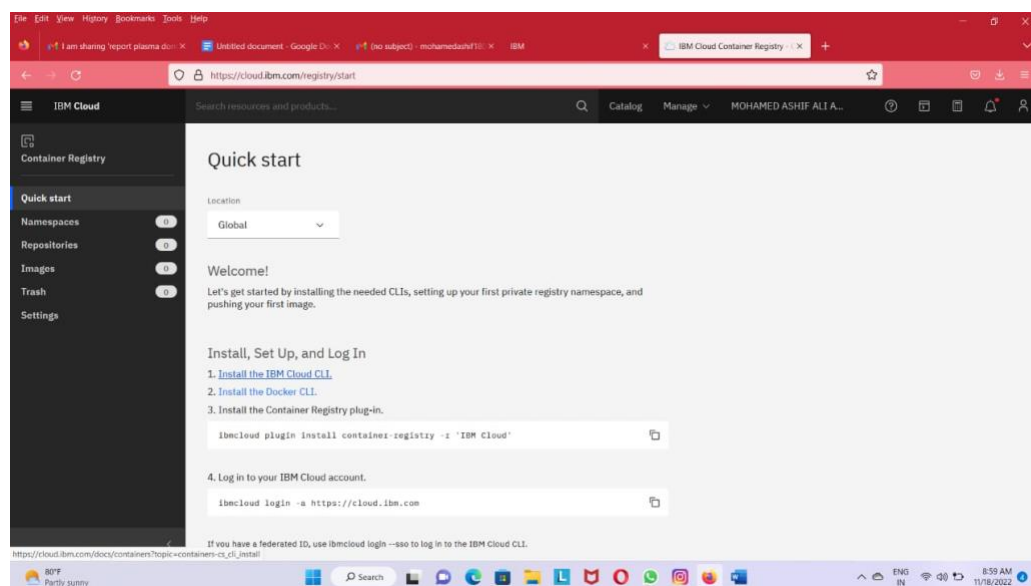 File Edit View History Bookmarks Tools Help
I am sharing 'report plasma don
Untitled document - Google Do
(no subject) - mohamedashif18
IBM
IBM Cloud Container Registry -
https://cloud.ibm.com/registry/start
IBM Cloud
Search resources and products...
Catalog
Manage
MOHAMED ASHIF ALI A...
Container Registry
Quick start
Namespaces 0
Repositories 0
Images 0
Trash 0
Settings
Quick start
Location
Global
Welcome!
Let's get started by installing the needed CLIs, setting up your first private registry namespace, and
pushing your first image.
Install, Set Up, and Log In
1. Install the IBM Cloud CLI.
2. Install the Docker CLI.
3. Install the Container Registry plug-in.
ibmcloud plugin install container-registry -r 'IBM Cloud'
4. Log in to your IBM Cloud account.
ibmcloud login -a https://cloud.ibm.com
If you have a federated ID, use ibmcloud login --sso to log in to the IBM Cloud CLI.
https://cloud.ibm.com/docs/containers?topic=containers-cs_cli_install
80°F
Partly sunny
Search
ENG
IN
8:59 AM
11/18/2022